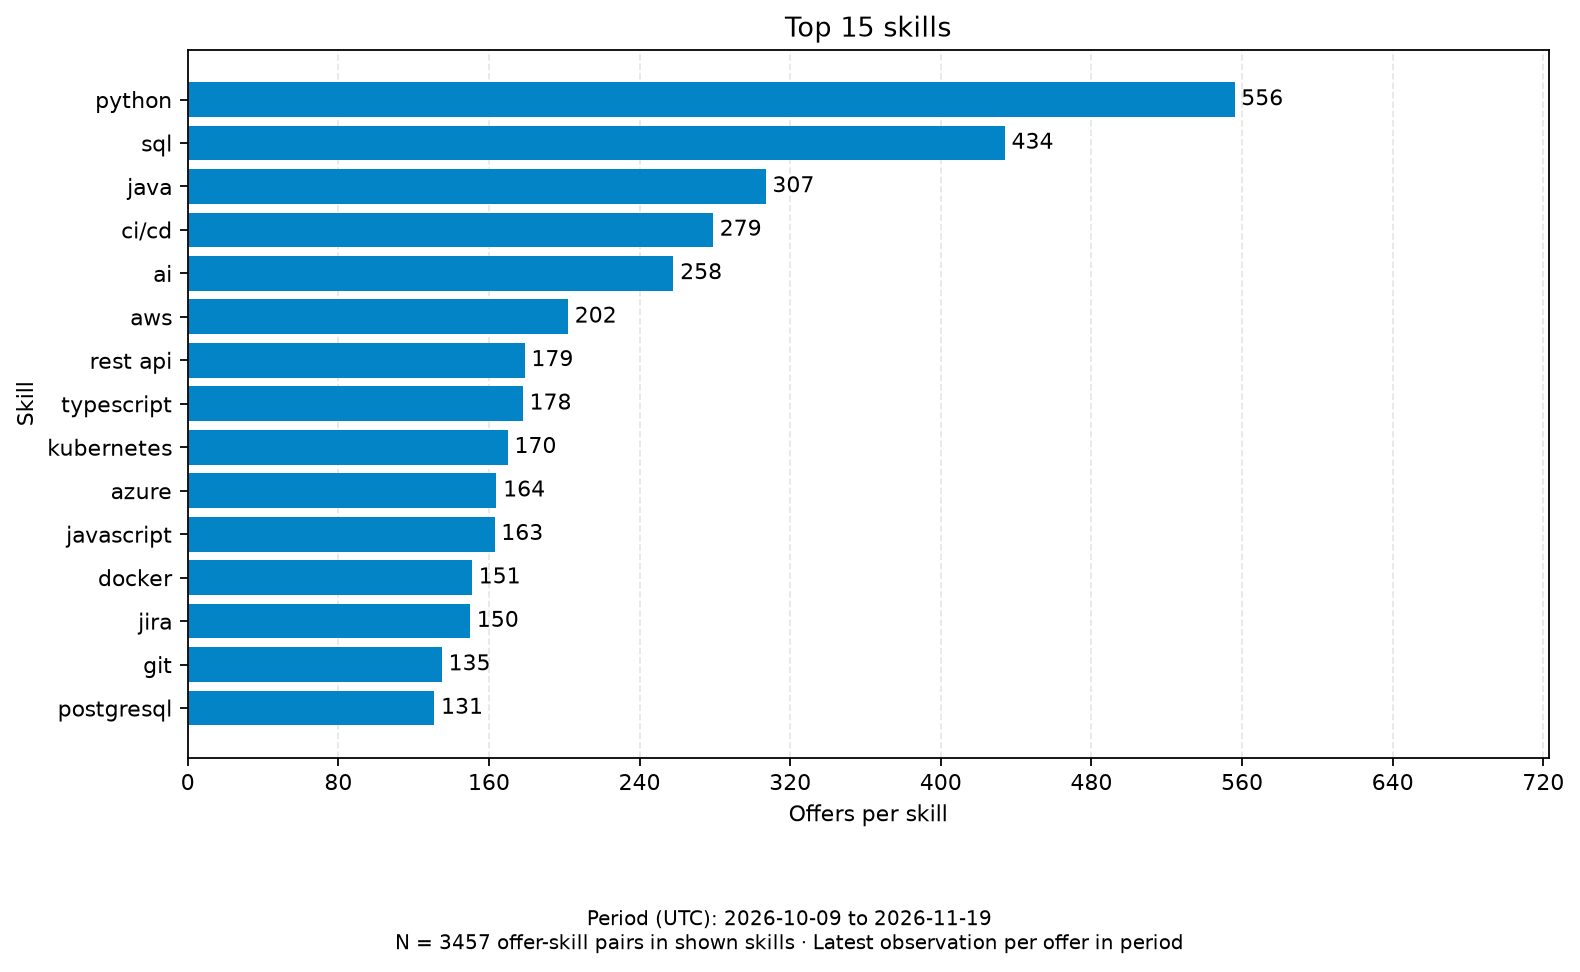 Top 15 skills
python 556
sql 434
java 307
ci/cd 279
ai 258
aws 202
rest api 179
typescript 178
kubernetes 170
azure 164
javascript 163
docker 151
jira 150
git 135
postgresql 131
Skill
0 80 160 240 320 400 480 560 640 720
Offers per skill
Period (UTC): 2026-10-09 to 2026-11-19
N = 3457 offer-skill pairs in shown skills · Latest observation per offer in period